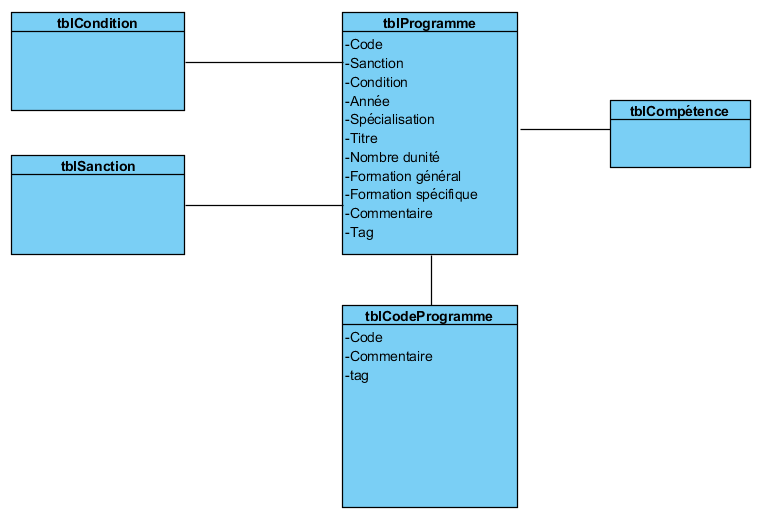 tblCondition
tblProgramme
-Code
-Sanction
-Condition
-Année
-Spécialisation
-Titre
-Nombre dunité
-Formation général
-Formation spécifique
-Commentaire
-Tag
tblCompétence
tblSanction
tblCodeProgramme
-Code
-Commentaire
-tag